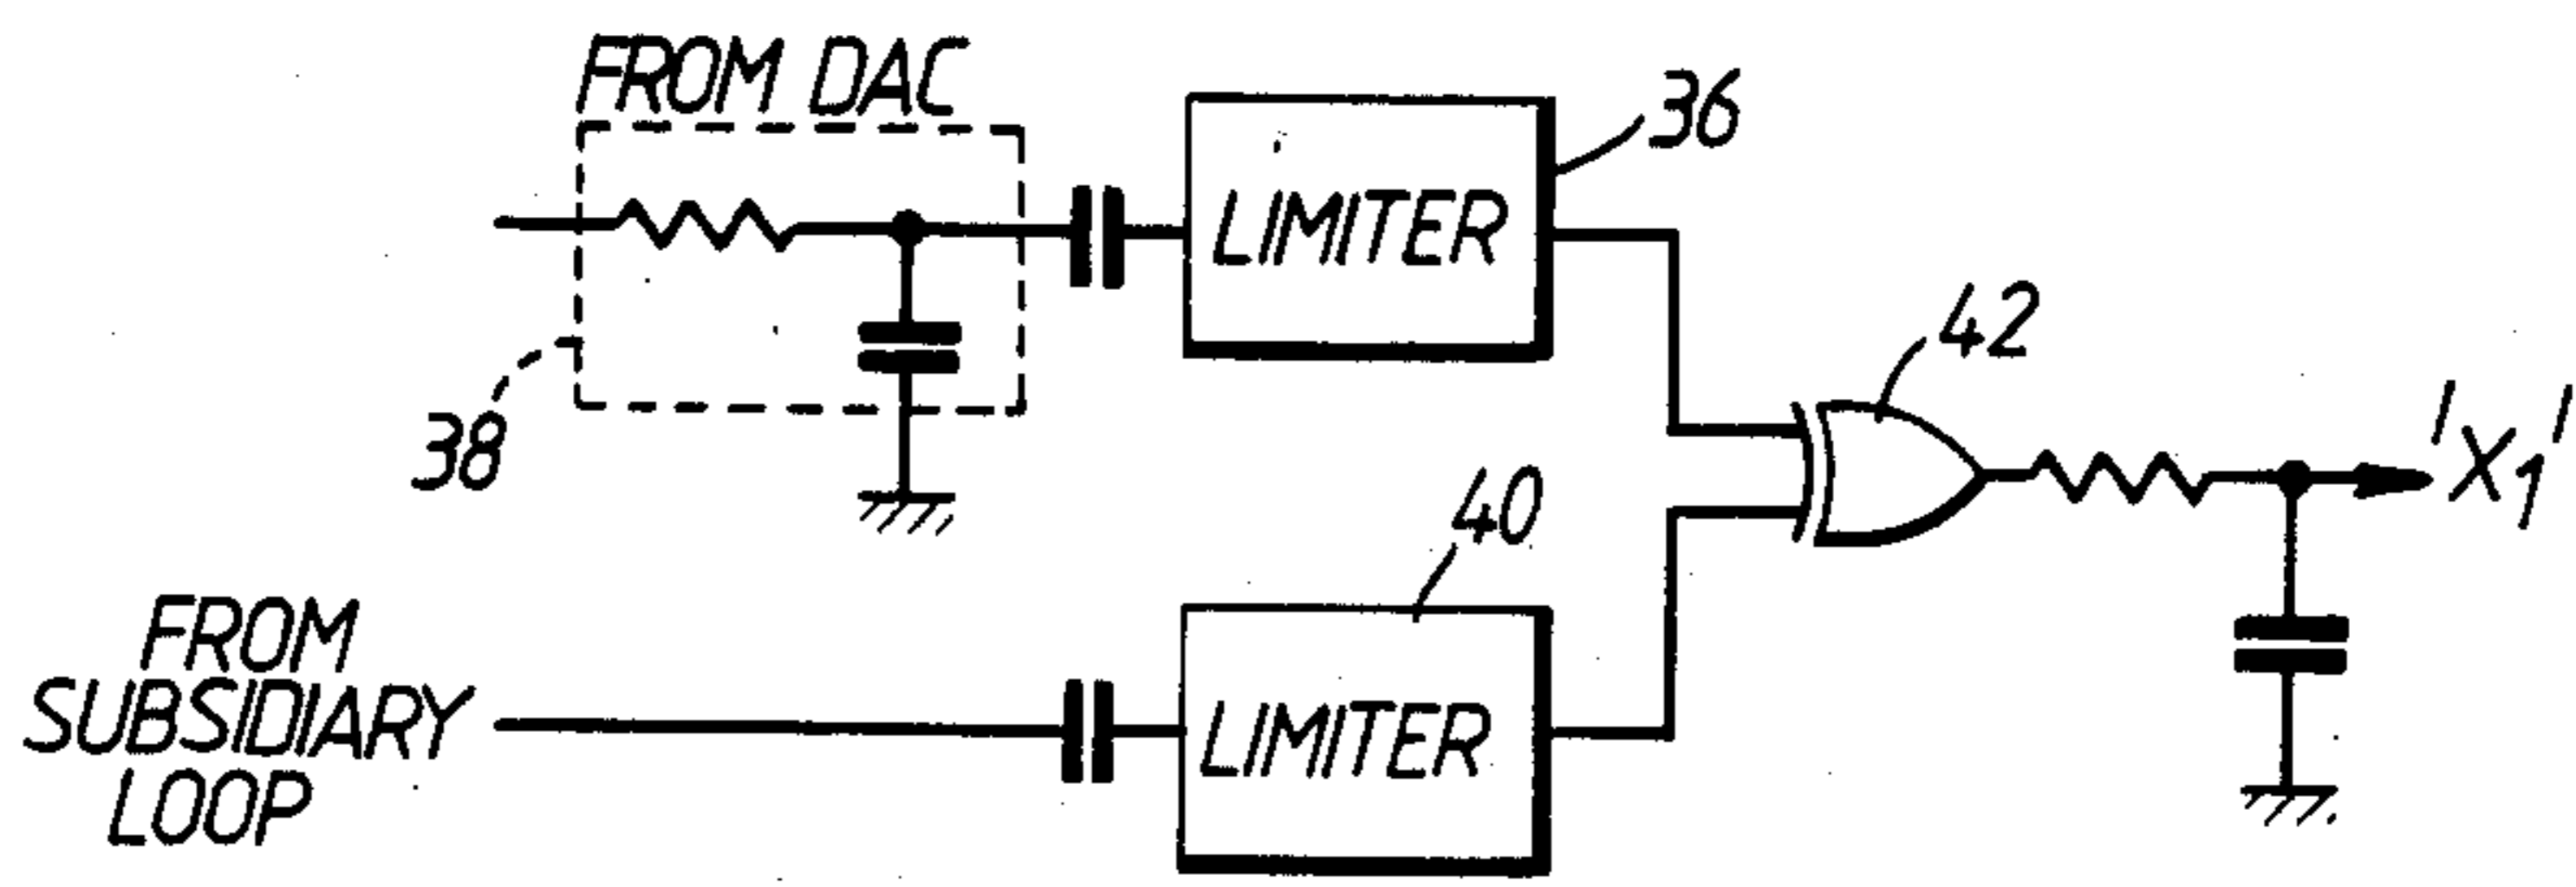 FROM DAC
36
LIMITER
42
'X1'
38
40
FROM
SUBSIDIARY
LOOP
LIMITER